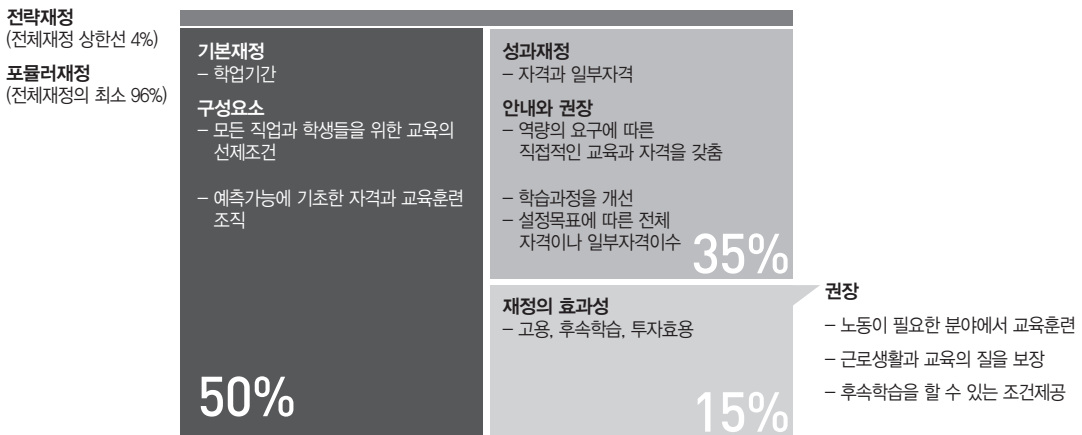 전략재정
(전체재정 상한선 4%)
포뮬러재정
(전체재정의 최소 96%)
기본재정
– 학업기간
구성요소
– 모든 직업과 학생들을 위한 교육의
선제조건
– 예측가능에 기초한 자격과 교육훈련
조직
50%
성과재정
– 자격과 일부자격
안내와 권장
– 역량의 요구에 따른
직접적인 교육과 자격을 갖춤
– 학습과정을 개선
– 설정목표에 따른 전체
자격이나 일부자격이수
35%
재정의 효과성
– 고용, 후속학습, 투자효용
15%
권장
– 노동이 필요한 분야에서 교육훈련
– 근로생활과 교육의 질을 보장
– 후속학습을 할 수 있는 조건제공